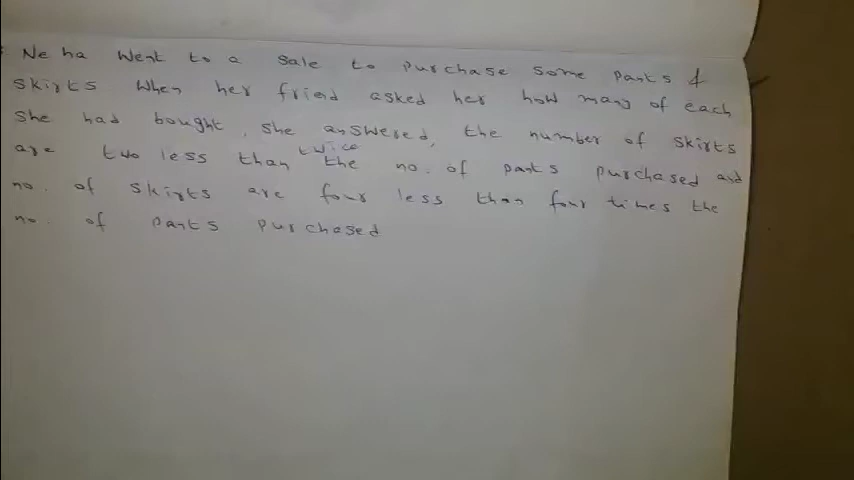 Neha went to a sale to purchase some pants &
skirts when her friend asked her how many of each
she had bought, she answered, the number of skirts
are two less than twice the no. of pants purchased and
no. of skirts are four less than four times the
no. of pants purchased